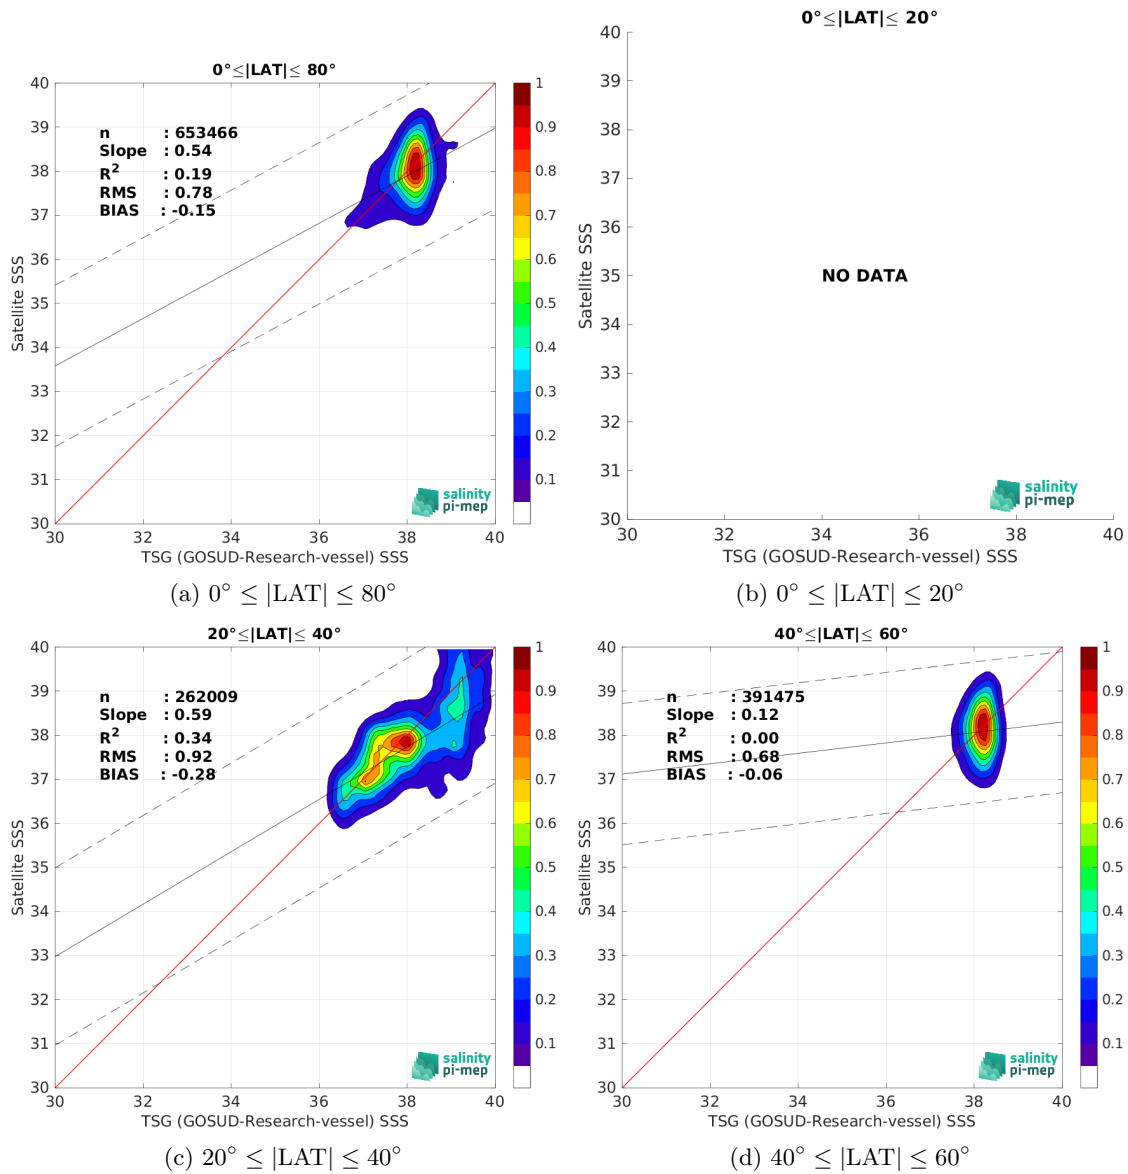 0°≤|LAT|≤ 80°
n : 653466
Slope : 0.54
R² : 0.19
RMS : 0.78
BIAS : -0.15
40
39
38
37
36
35
34
33
32
31
30
30 32 34 36 38 40
Satellite SSS
TSG (GOSUD-Research-vessel) SSS
1
0.9
0.8
0.7
0.6
0.5
0.4
0.3
0.2
0.1
salinity
pi-mep
(a) 0° ≤ |LAT| ≤ 80°
0°≤|LAT|≤ 20°
40
39
38
37
36
35
34
33
32
31
30
30 32 34 36 38 40
Satellite SSS
NO DATA
TSG (GOSUD-Research-vessel) SSS
salinity
pi-mep
(b) 0° ≤ |LAT| ≤ 20°
20°≤|LAT|≤ 40°
n : 262009
Slope : 0.59
R² : 0.34
RMS : 0.92
BIAS : -0.28
40
39
38
37
36
35
34
33
32
31
30
30 32 34 36 38 40
Satellite SSS
TSG (GOSUD-Research-vessel) SSS
1
0.9
0.8
0.7
0.6
0.5
0.4
0.3
0.2
0.1
salinity
pi-mep
(c) 20° ≤ |LAT| ≤ 40°
40°≤|LAT|≤ 60°
n : 391475
Slope : 0.12
R² : 0.00
RMS : 0.68
BIAS : -0.06
40
39
38
37
36
35
34
33
32
31
30
30 32 34 36 38 40
Satellite SSS
TSG (GOSUD-Research-vessel) SSS
1
0.9
0.8
0.7
0.6
0.5
0.4
0.3
0.2
0.1
salinity
pi-mep
(d) 40° ≤ |LAT| ≤ 60°